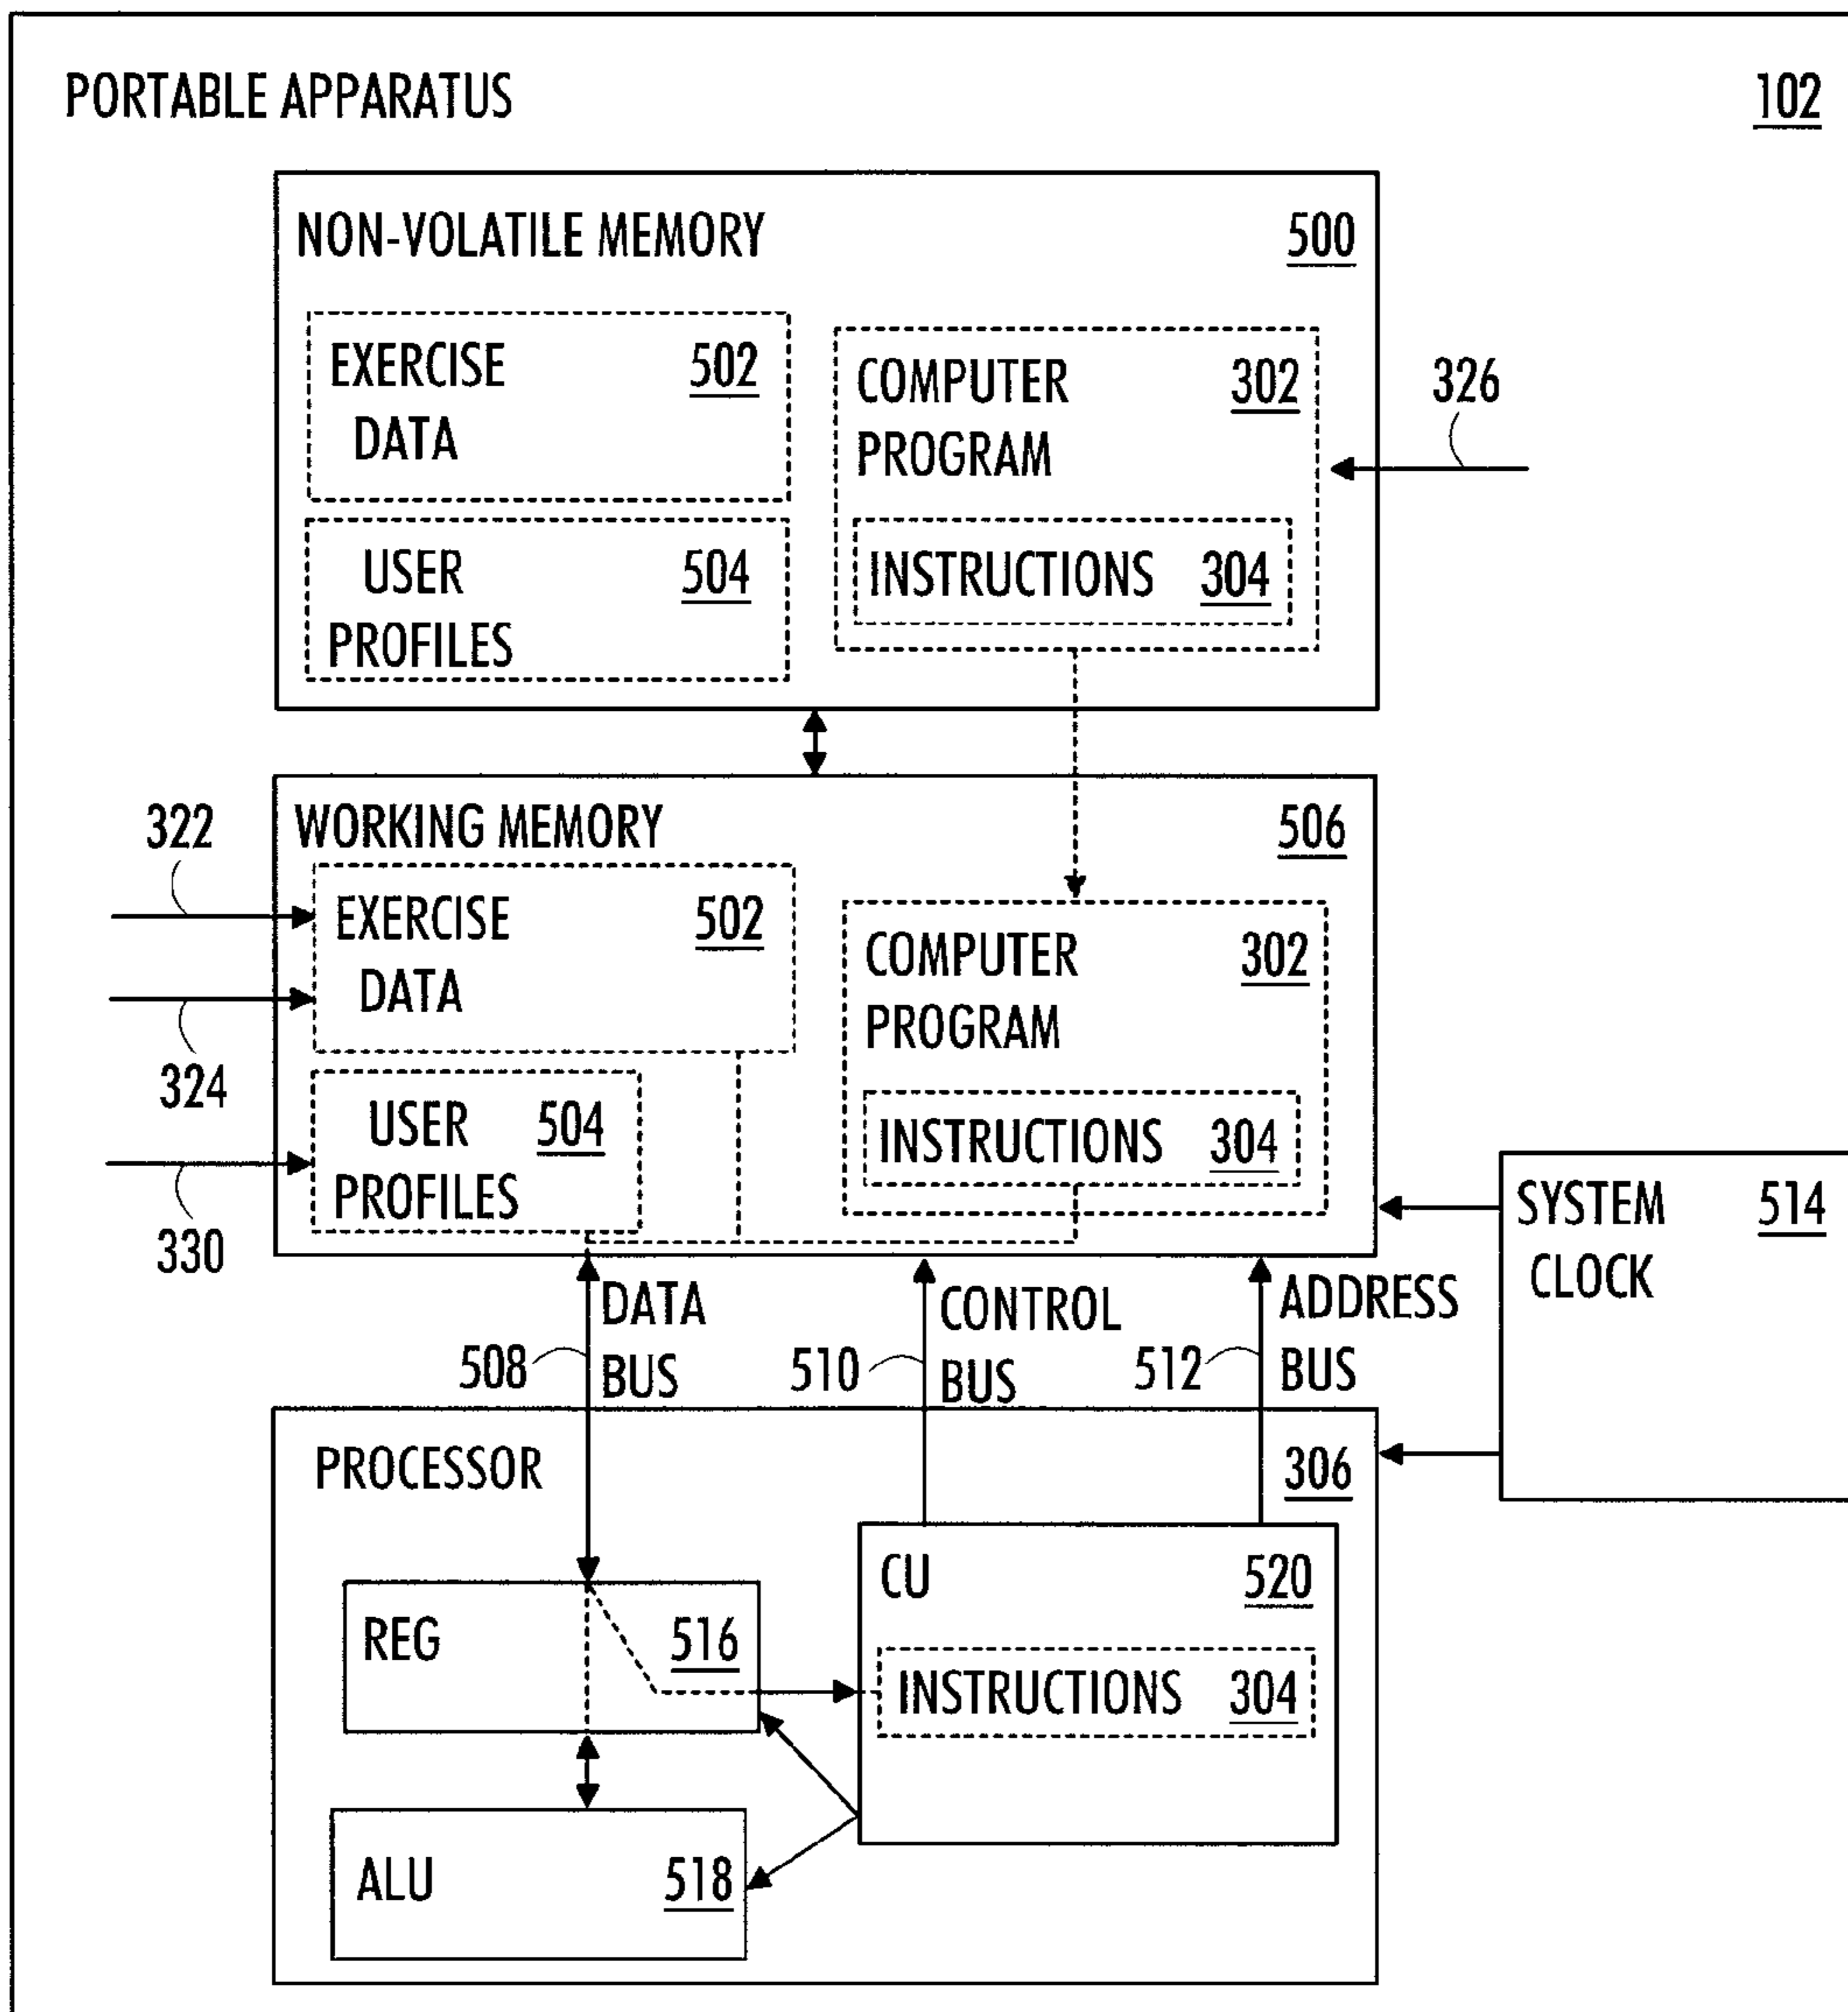 PORTABLE APPARATUS 102
NON-VOLATILE MEMORY 500
EXERCISE 502
DATA
COMPUTER 302
PROGRAM
326
INSTRUCTIONS 304
USER 504
PROFILES
WORKING MEMORY 506
322
EXERCISE 502
DATA
324
COMPUTER 302
PROGRAM
INSTRUCTIONS 304
USER 504
PROFILES
330
SYSTEM 514
CLOCK
DATA
BUS
508
CONTROL
BUS
510
ADDRESS
BUS
512
PROCESSOR 306
CU 520
REG 516
INSTRUCTIONS 304
ALU 518